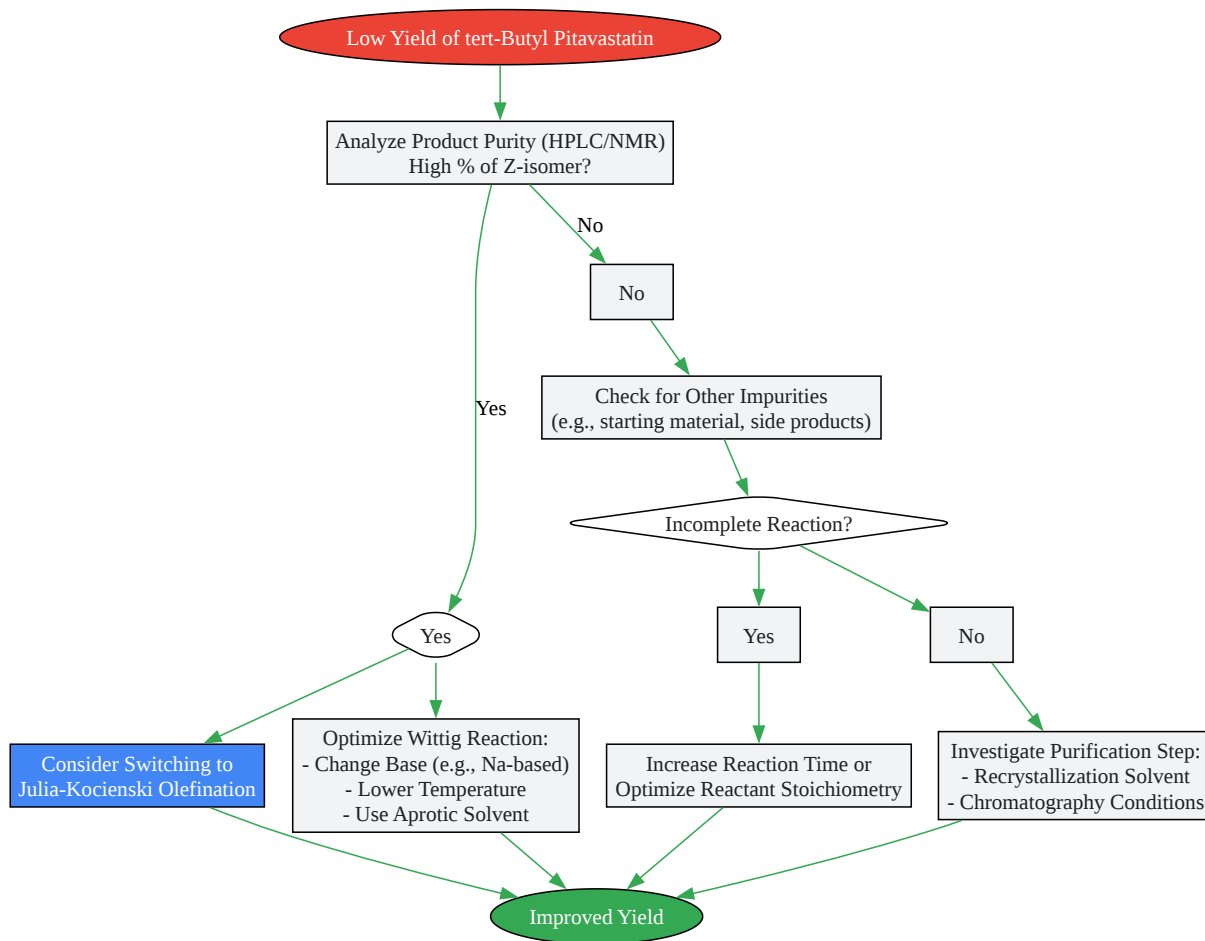 Low Yield of tert-Butyl Pitavastatin
Analyze Product Purity (HPLC/NMR)
High % of Z-isomer?
No
No
Check for Other Impurities
(e.g., starting material, side products)
Yes
Incomplete Reaction?
Yes
Yes
No
Consider Switching to
Julia-Kocienski Olefination
Optimize Wittig Reaction:
- Change Base (e.g., Na-based)
- Lower Temperature
- Use Aprotic Solvent
Increase Reaction Time or
Optimize Reactant Stoichiometry
Investigate Purification Step:
- Recrystallization Solvent
- Chromatography Conditions
Improved Yield